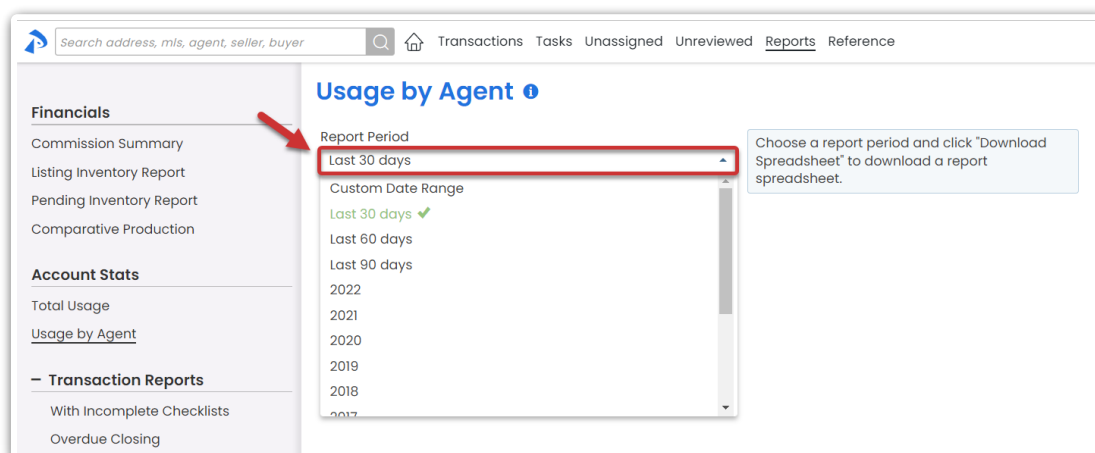 Search address, mls, agent, seller, buyer
Transactions Tasks Unassigned Unreviewed Reports Reference
Financials
Commission Summary
Listing Inventory Report
Pending Inventory Report
Comparative Production
Account Stats
Total Usage
Usage by Agent
– Transaction Reports
With Incomplete Checklists
Overdue Closing
Usage by Agent
Report Period
Last 30 days
Custom Date Range
Last 30 days ✔
Last 60 days
Last 90 days
2022
2021
2020
2019
2018
2017
Choose a report period and click "Download
Spreadsheet" to download a report
spreadsheet.